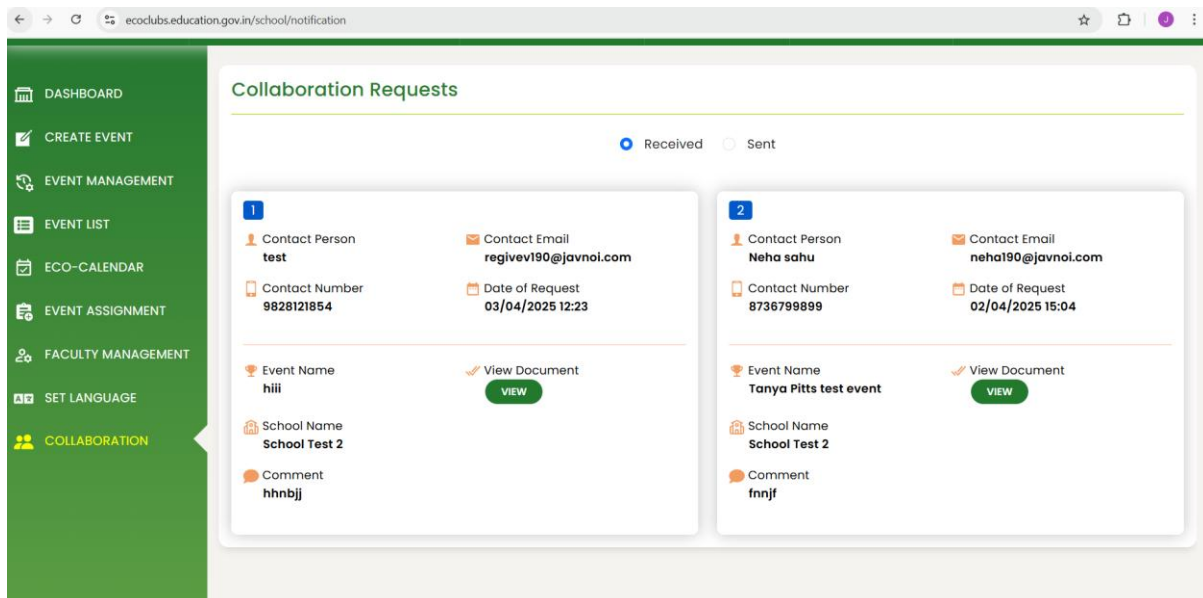 ecoclubs.education.gov.in/school/notification
J
DASHBOARD
CREATE EVENT
EVENT MANAGEMENT
EVENT LIST
ECO-CALENDAR
EVENT ASSIGNMENT
FACULTY MANAGEMENT
SET LANGUAGE
COLLABORATION
Collaboration Requests
Received Sent
1
Contact Person
test
Contact Email
regivev190@javnoi.com
Contact Number
9828121854
Date of Request
03/04/2025 12:23
Event Name
hiii
View Document
VIEW
School Name
School Test 2
Comment
hhnbjj
2
Contact Person
Neha sahu
Contact Email
neha190@javnoi.com
Contact Number
8736799899
Date of Request
02/04/2025 15:04
Event Name
Tanya Pitts test event
View Document
VIEW
School Name
School Test 2
Comment
fnnjf